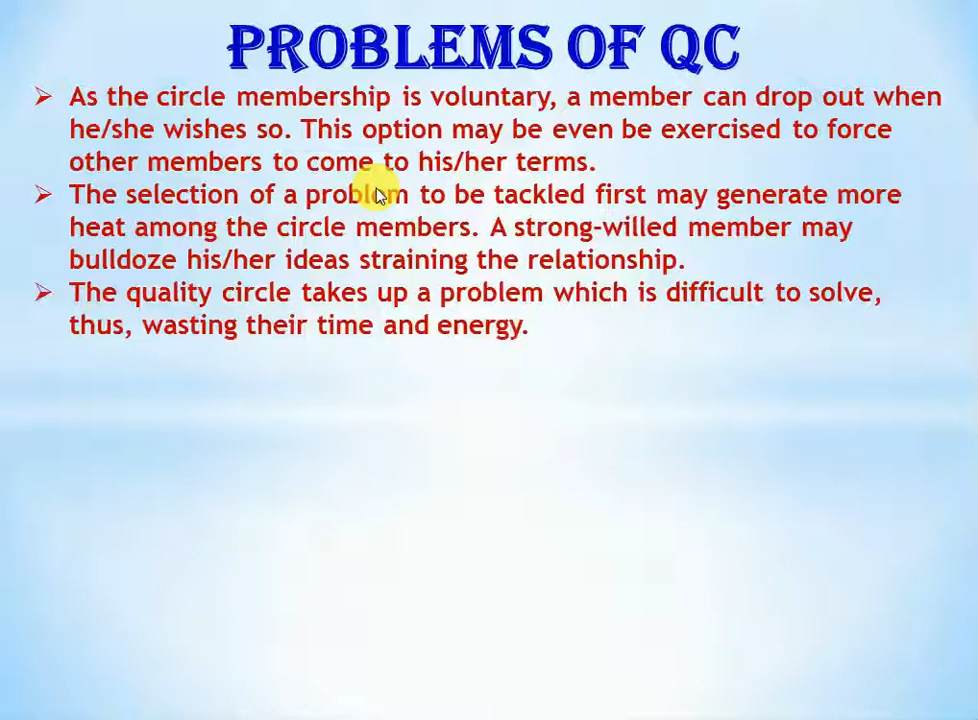 PROBLEMS OF QC
As the circle membership is voluntary, a member can drop out when
he/she wishes so. This option may be even be exercised to force
other members to come to his/her terms.
The selection of a problem to be tackled first may generate more
heat among the circle members. A strong-willed member may
bulldoze his/her ideas straining the relationship.
The quality circle takes up a problem which is difficult to solve,
thus, wasting their time and energy.